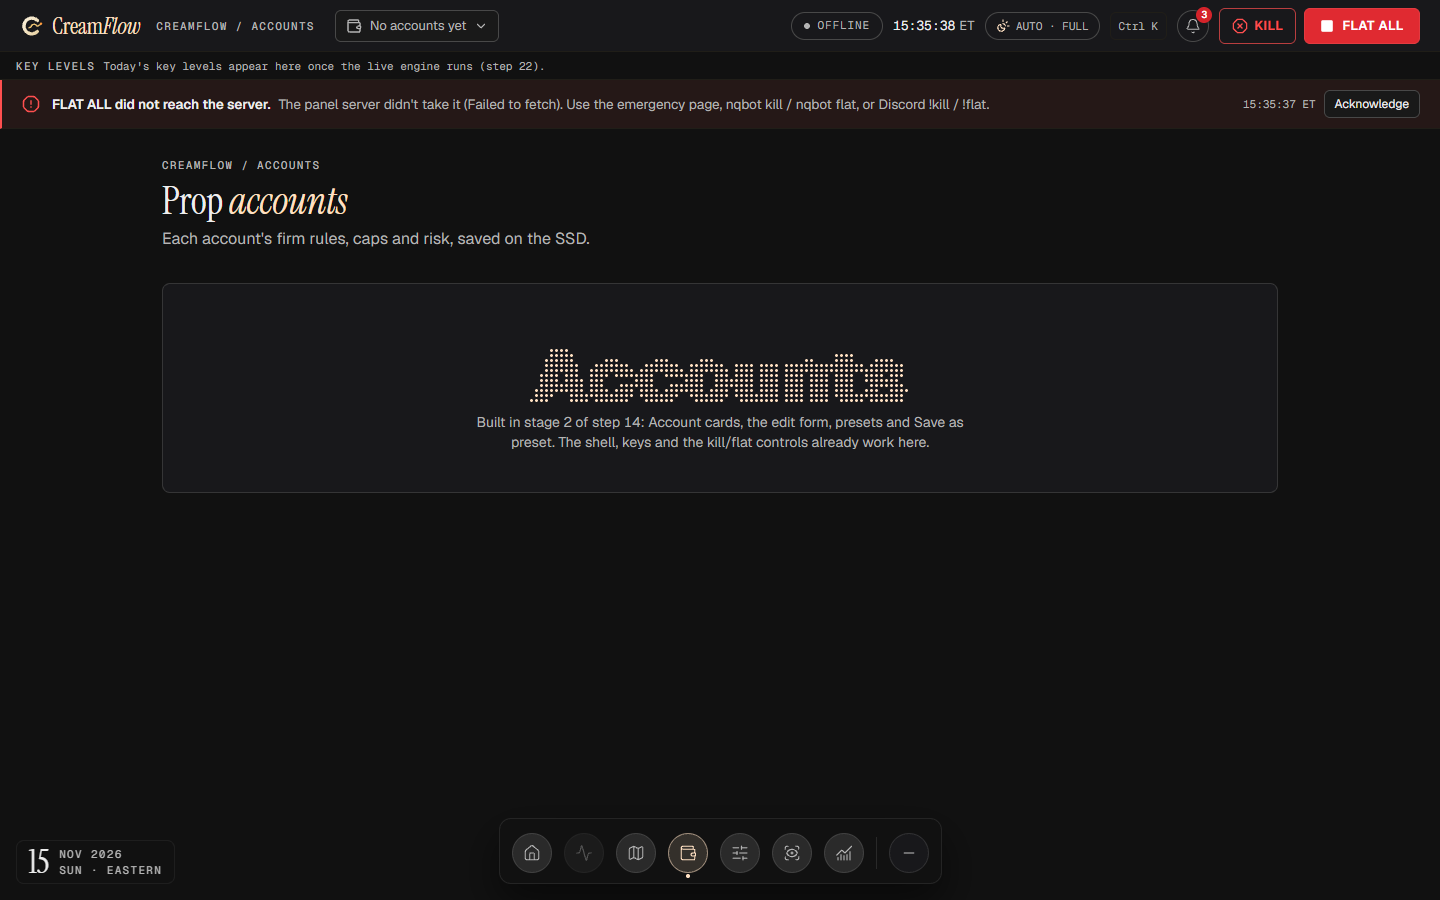 CreamFlow CREAMFLOW / ACCOUNTS No accounts yet OFFLINE 15:35:38 ET AUTO · FULL Ctrl K 3 KILL FLAT ALL
KEY LEVELS Today's key levels appear here once the live engine runs (step 22).
FLAT ALL did not reach the server. The panel server didn't take it (Failed to fetch). Use the emergency page, nqbot kill / nqbot flat, or Discord !kill / !flat. 15:35:37 ET Acknowledge
CREAMFLOW / ACCOUNTS
Prop accounts
Each account's firm rules, caps and risk, saved on the SSD.
Accounts
Built in stage 2 of step 14: Account cards, the edit form, presets and Save as
preset. The shell, keys and the kill/flat controls already work here.
15 NOV 2026
SUN · EASTERN